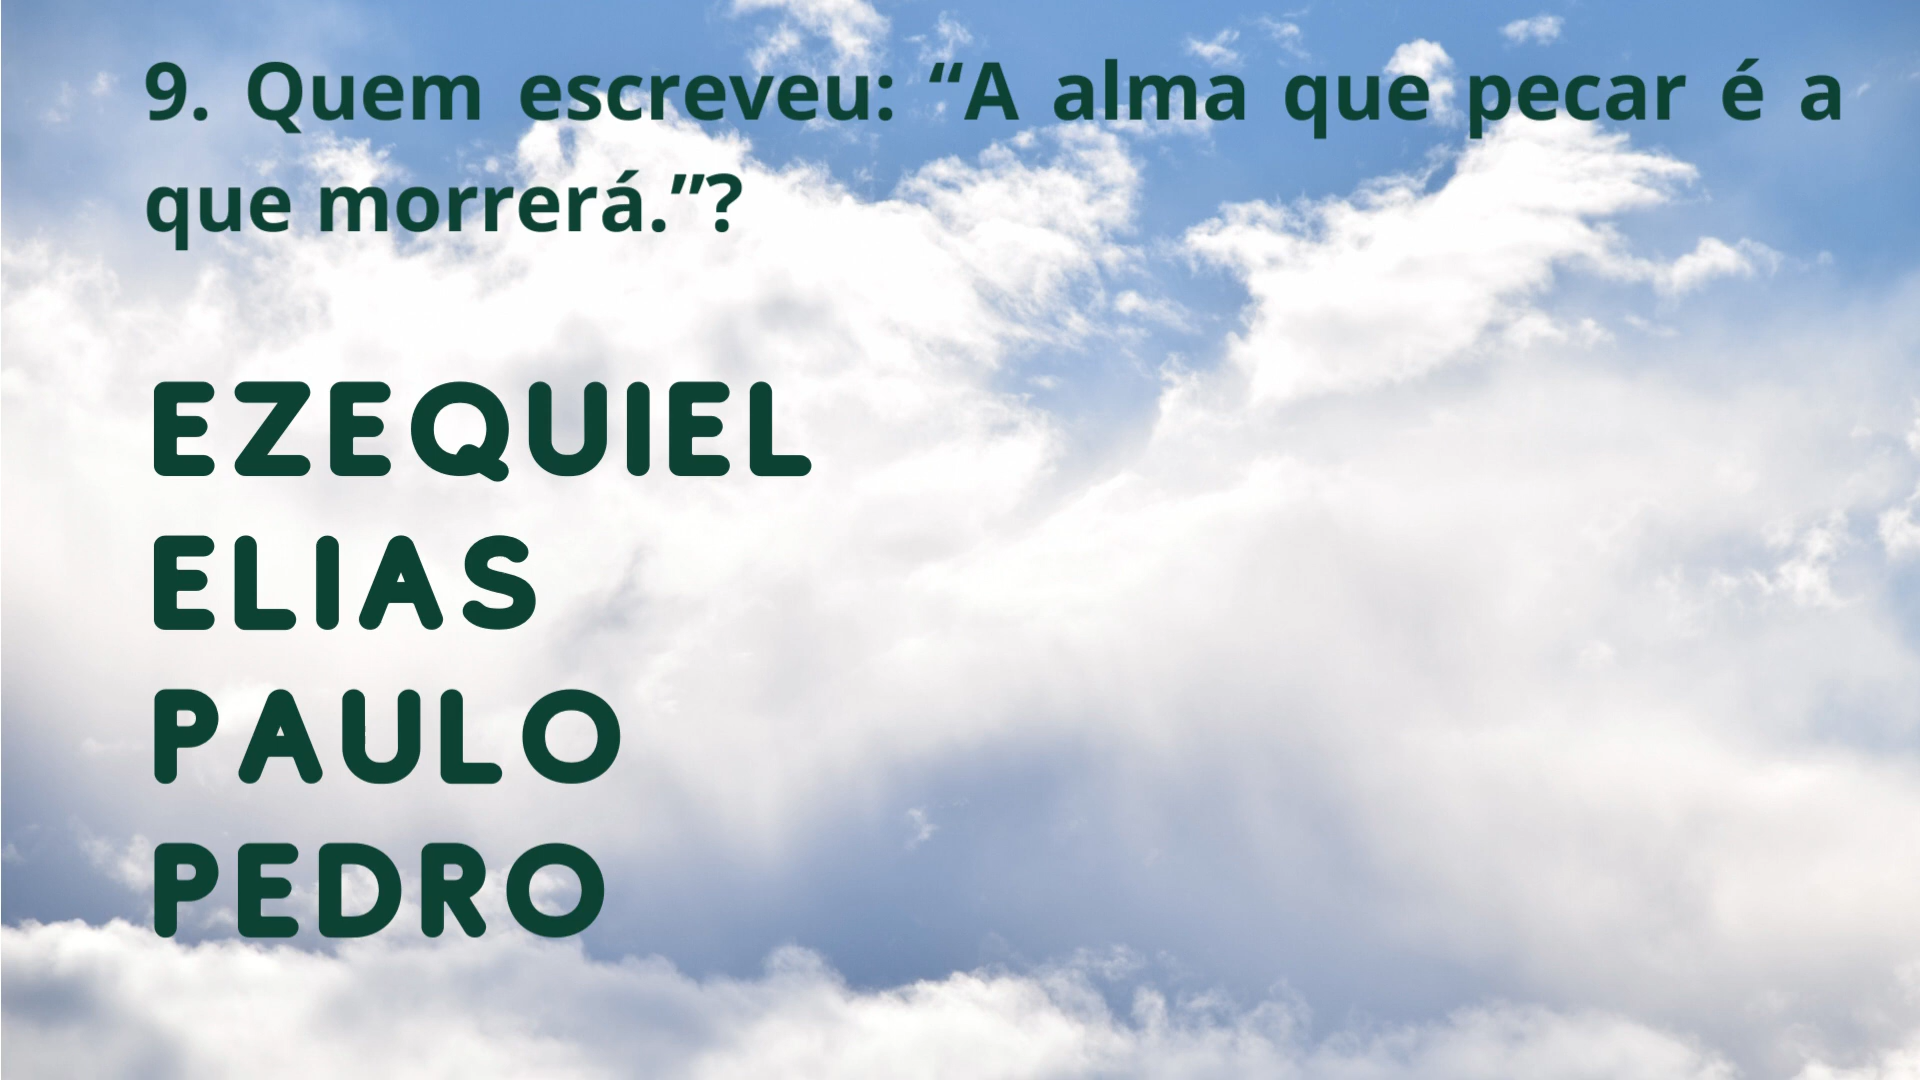 9. Quem escreveu: “A alma que pecar é a
que morrerá.”?
EZEQUIEL
ELIAS
PAULO
PEDRO